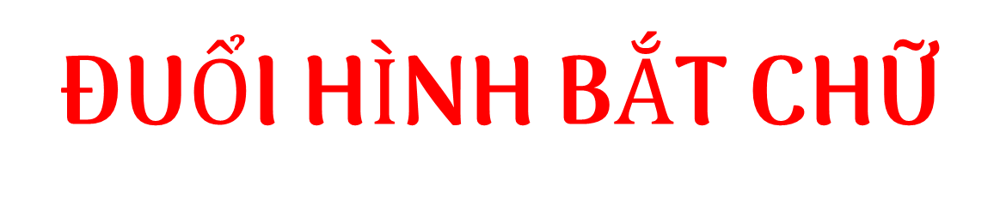 ĐUỔI HÌNH BẮT CHỮ